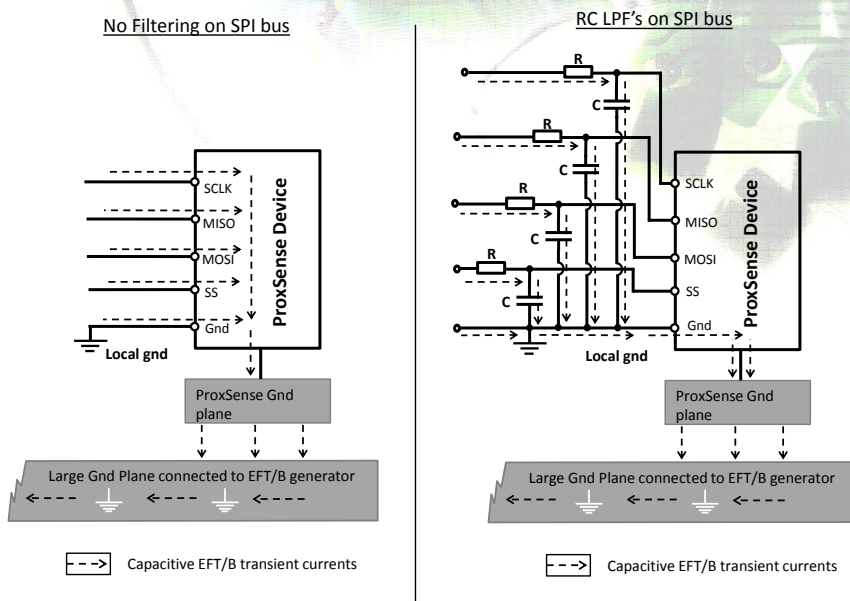 No Filtering on SPI bus
SCLK
MISO
MOSI
SS
Gnd
ProxSense Device
Local gnd
ProxSense Gnd
plane
Large Gnd Plane connected to EFT/B generator
Capacitive EFT/B transient currents
RC LPF's on SPI bus
R
C
R
C
R
C
R
C
SCLK
MISO
MOSI
SS
Gnd
ProxSense Device
Local gnd
ProxSense Gnd
plane
Large Gnd Plane connected to EFT/B generator
Capacitive EFT/B transient currents